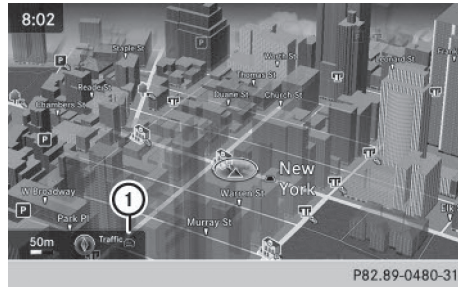 8:02
Staple St
P
Worth St
Leonard St
Frank
P
Reade St
Thomas St
Chambers St
Duane St
Church St
P
New
York
W Broadway
Warren St
P
1
Park Pl
Murray St
Elk
50m
Traffic
P82.89-0480-31